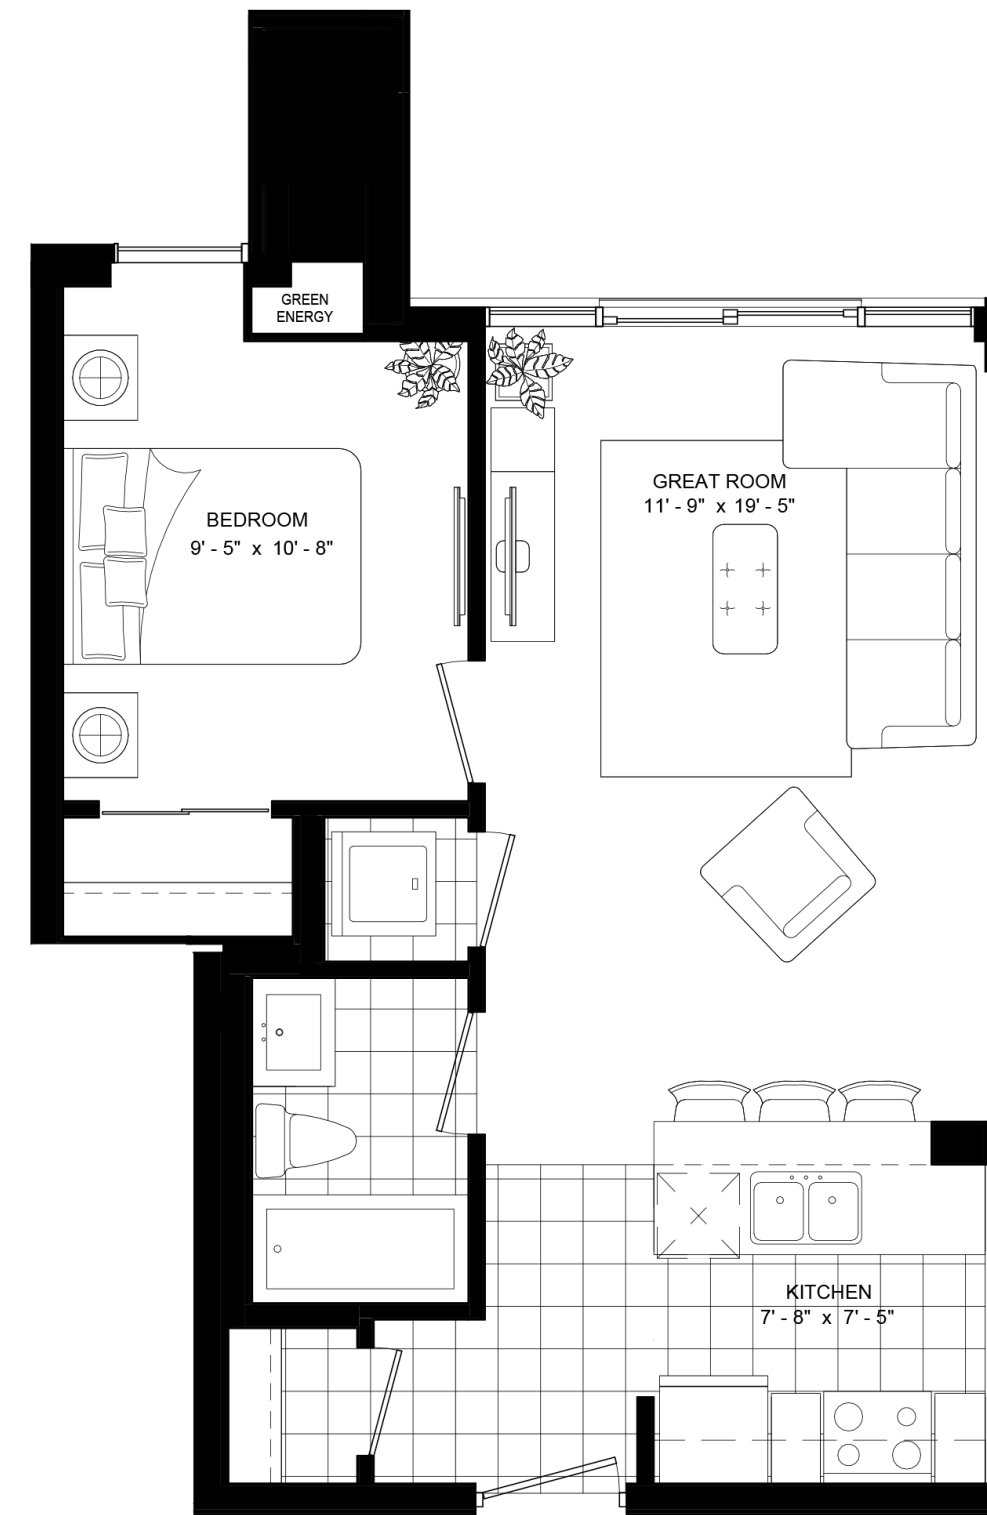 GREEN
ENERGY
GREAT ROOM
11' - 9" x 19' - 5"
BEDROOM
9' - 5" x 10' - 8"
KITCHEN
7' - 8" x 7' - 5"